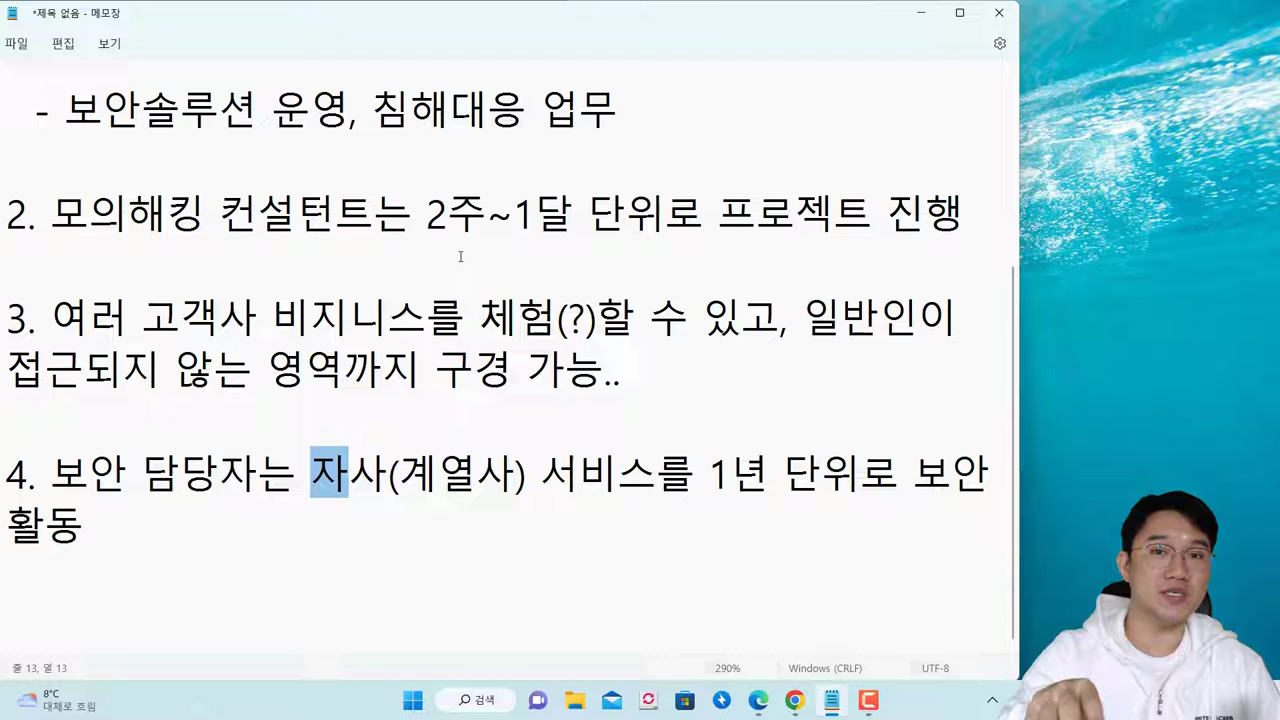 *제목 없음 - 메모장
파일 편집 보기
- 보안솔루션 운영, 침해대응 업무
2. 모의해킹 컨설턴트는 2주~1달 단위로 프로젝트 진행
3. 여러 고객사 비지니스를 체험(?)할 수 있고, 일반인이
접근되지 않는 영역까지 구경 가능..
4. 보안 담당자는 자사(계열사) 서비스를 1년 단위로 보안
활동
줄 13, 열 13 290% Windows (CRLF) UTF-8
8°C
대체로 흐림
검색